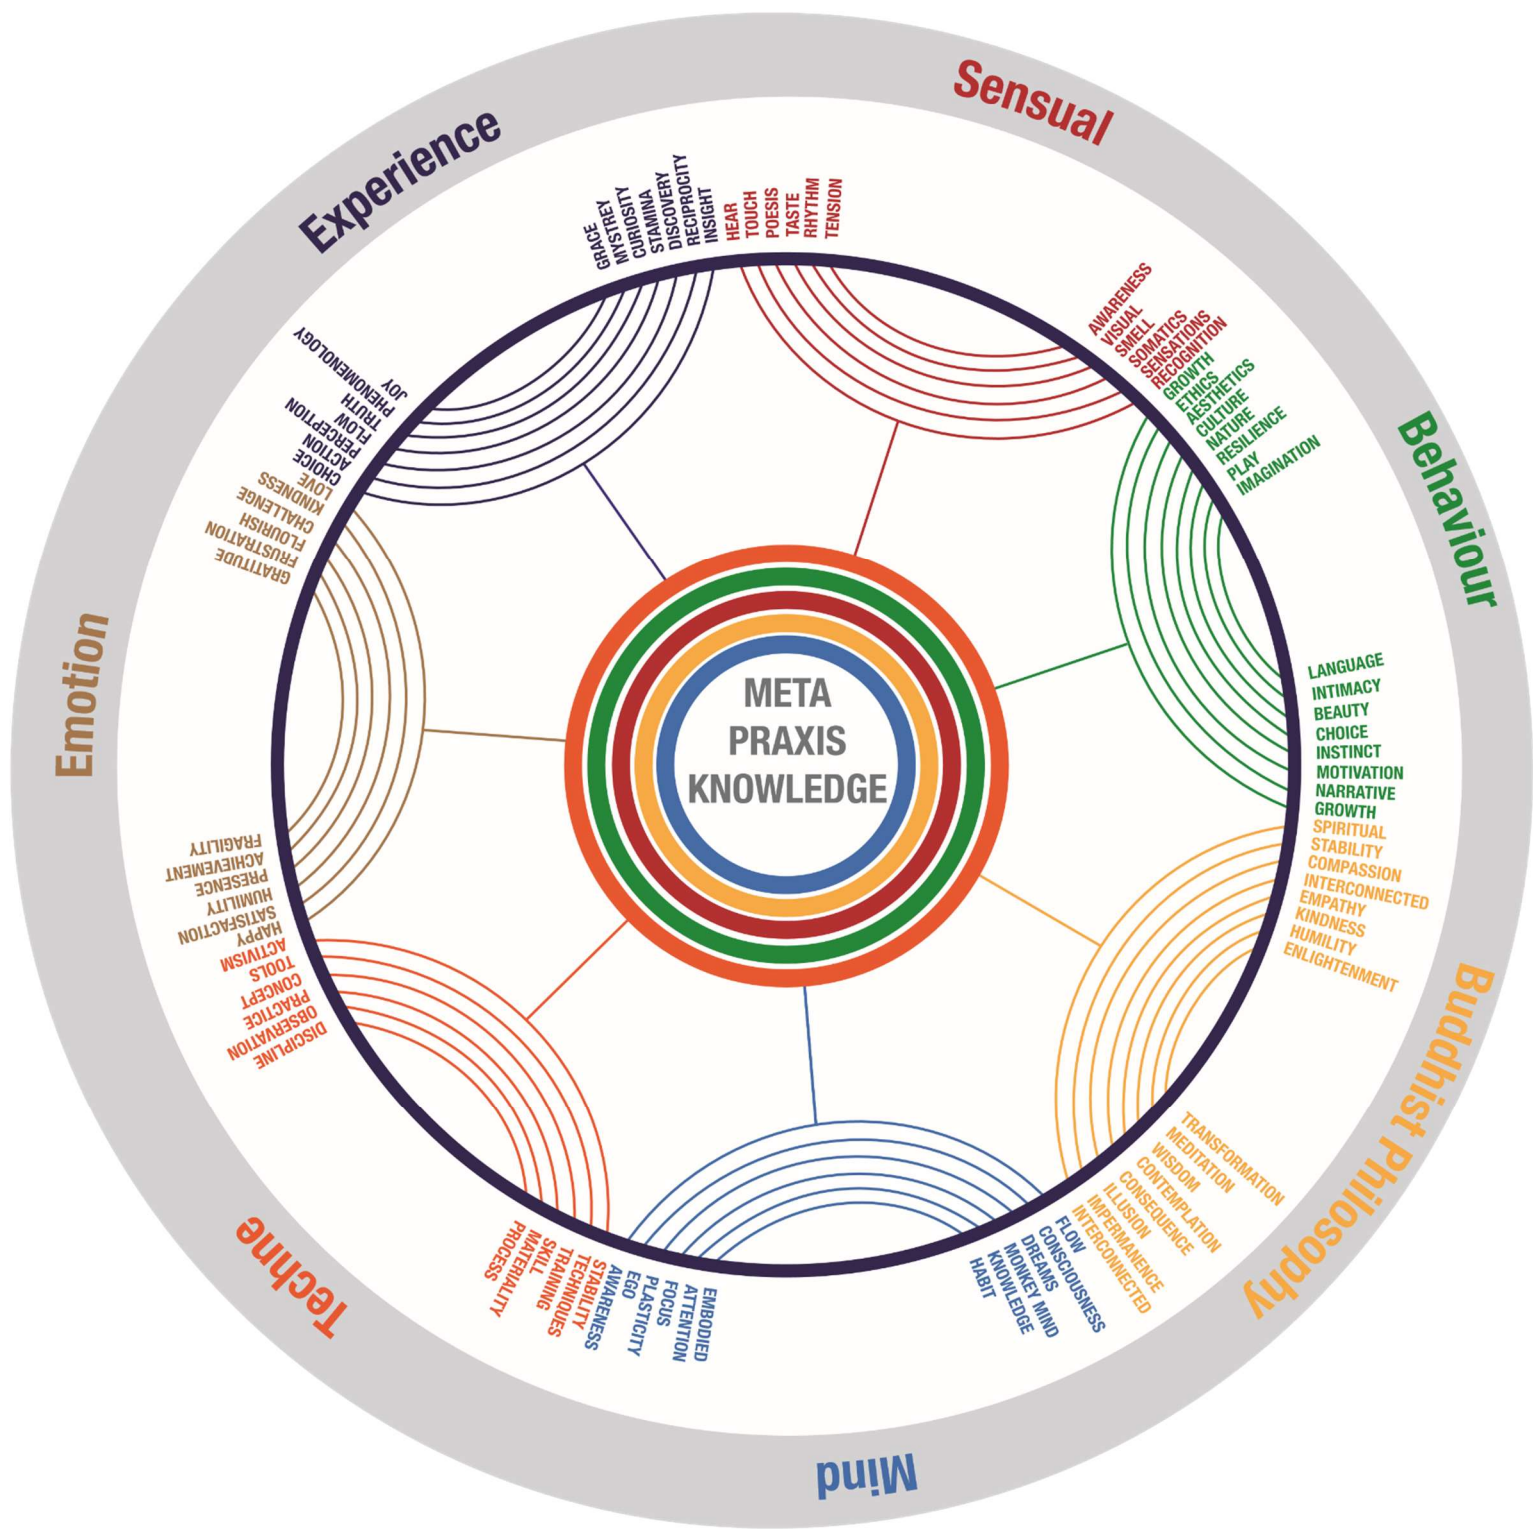 META
PRAXIS
KNOWLEDGE
Sensual
HEAR
TOUCH
POESIS
TASTE
RHYTHM
TENSION
AWARENESS
VISUAL
SMELL
SOMATICS
SENSATIONS
RECOGNITION
Behaviour
GROWTH
ETHICS
AESTHETICS
CULTURE
NATURE
RESILIENCE
PLAY
IMAGINATION
LANGUAGE
INTIMACY
BEAUTY
CHOICE
INSTINCT
MOTIVATION
NARRATIVE
GROWTH
Buddhist Philosophy
SPIRITUAL
STABILITY
COMPASSION
INTERCONNECTED
EMPATHY
KINDNESS
HUMILITY
ENLIGHTENMENT
TRANSFORMATION
MEDITATION
WISDOM
CONTEMPLATION
CONSEQUENCE
ILLUSION
IMPERMANENCE
INTERCONNECTED
Mind
FLOW
CONSCIOUSNESS
DREAMS
MONKEY MIND
KNOWLEDGE
HABIT
EMBODIED
ATTENTION
FOCUS
PLASTICITY
EGO
AWARENESS
Techne
STABILITY
TECHNIQUES
TRAINING
SKILL
MATERIALITY
PROCESS
DISCIPLINE
OBSERVATION
PRACTICE
CONCEPT
TOOLS
ACTIVISM
Emotion
HAPPY
SATISFACTION
HUMILITY
PRESENCE
ACHIEVEMENT
FRAGILITY
GRATITUDE
FRUSTRATION
FLOURISH
CHALLENGE
KINDNESS
LOVE
Experience
CHOICE
ACTION
PERCEPTION
FLOW
TRUTH
PHENOMENOLOGY
JOY
GRACE
MYSTREY
CURIOSITY
STAMINA
DISCOVERY
RECIPROCITY
INSIGHT